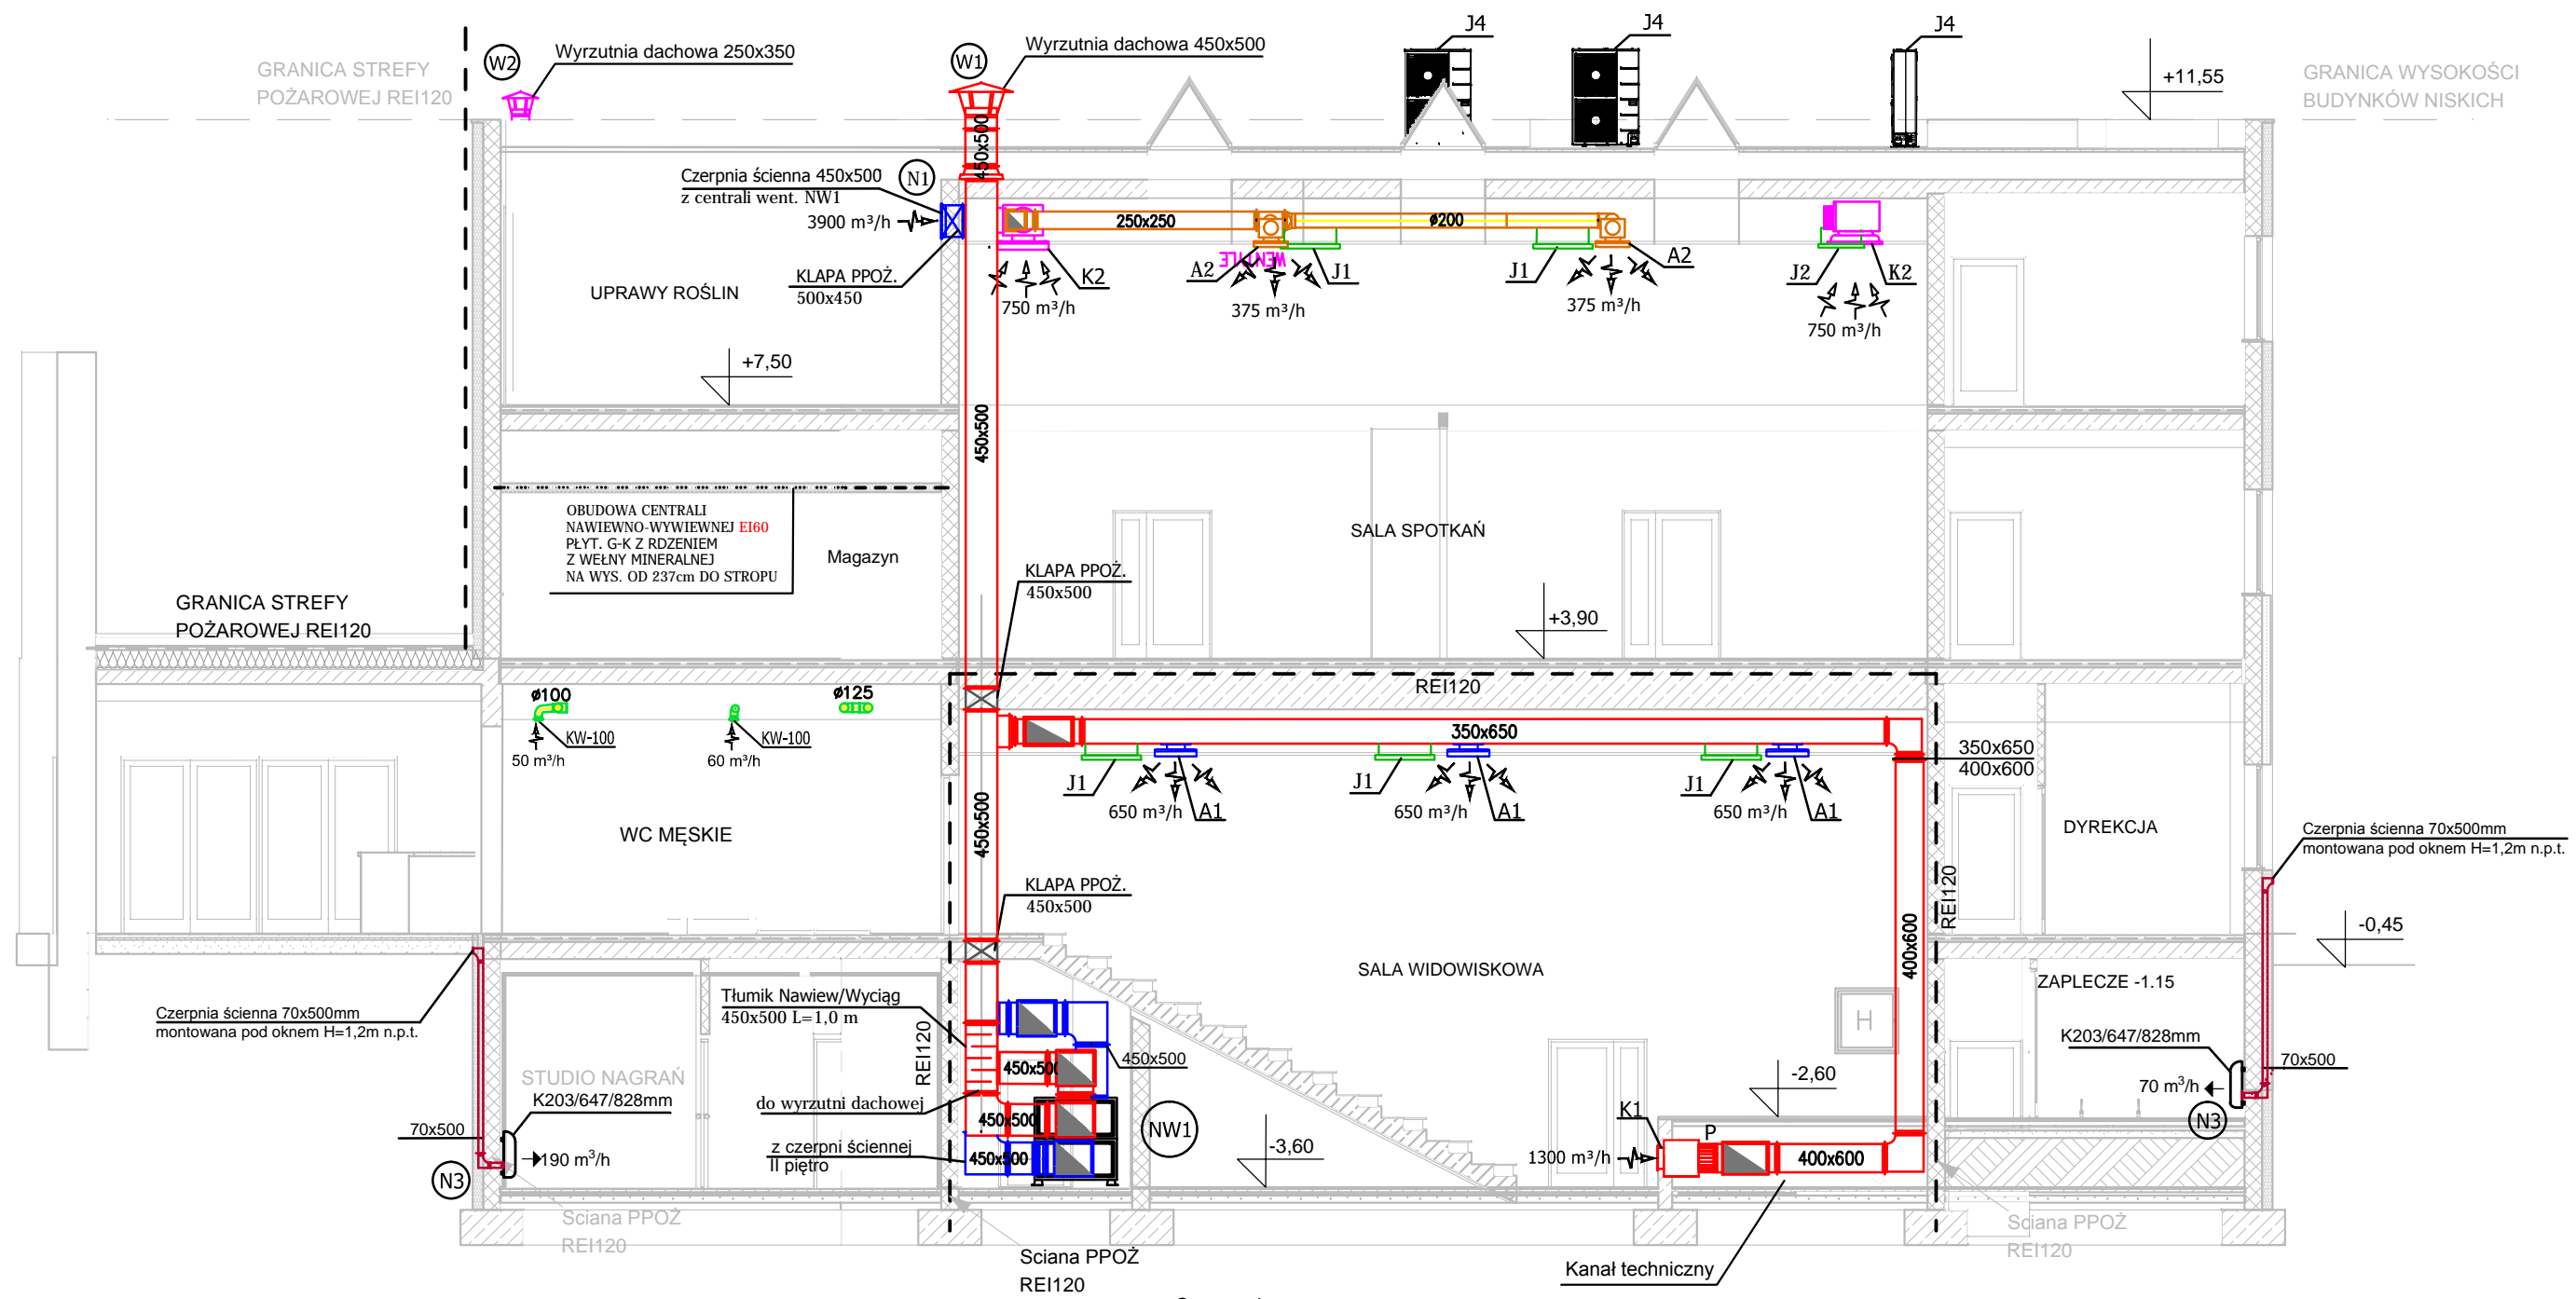 J4
J4
J4
W2
Wyrzutnia dachowa 250x350
W1
Wyrzutnia dachowa 450x500
GRANICA STREFY
POŻAROWEJ REI120
+11,55
GRANICA WYSOKOŚCI
BUDYNKÓW NISKICH
450x500
Czerpnia ścienna 450x500
z centrali went. NW1
N1
3900 m³/h
250x250
ø200
KLAPA PPOŻ.
500x450
K2
A2
WENTYLE
J1
J1
A2
J2
K2
UPRAWY ROŚLIN
750 m³/h
375 m³/h
375 m³/h
750 m³/h
+7,50
450x500
OBUDOWA CENTRALI
NAWIEWNO-WYWIEWNEJ EI60
PŁYT. G-K Z RDZENIEM
Z WEŁNY MINERALNEJ
NA WYS. OD 237cm DO STROPU
Magazyn
SALA SPOTKAŃ
KLAPA PPOŻ.
450x500
GRANICA STREFY
POŻAROWEJ REI120
+3,90
REI120
ø100
ø125
KW-100
KW-100
50 m³/h
60 m³/h
350x650
350x650
400x600
J1
J1
J1
650 m³/h
A1
650 m³/h
A1
650 m³/h
A1
WC MĘSKIE
450x500
DYREKCJA
Czerpnia ścienna 70x500mm
montowana pod oknem H=1,2m n.p.t.
KLAPA PPOŻ.
450x500
REI120
-0,45
400x600
SALA WIDOWISKOWA
ZAPLECZE -1.15
Czerpnia ścienna 70x500mm
montowana pod oknem H=1,2m n.p.t.
Tłumik Nawiew/Wyciąg
450x500 L=1,0 m
H
REI120
450x500
450x500
K203/647/828mm
70x500
STUDIO NAGRAŃ
K203/647/828mm
do wyrzutni dachowej
-2,60
70 m³/h
N3
70x500
450x500
NW1
K1
P
z czerpni ściennej
II piętro
450x500
-3,60
1300 m³/h
400x600
190 m³/h
N3
Sciana PPOŻ
REI120
Sciana PPOŻ
REI120
Kanał techniczny
Sciana PPOŻ
REI120